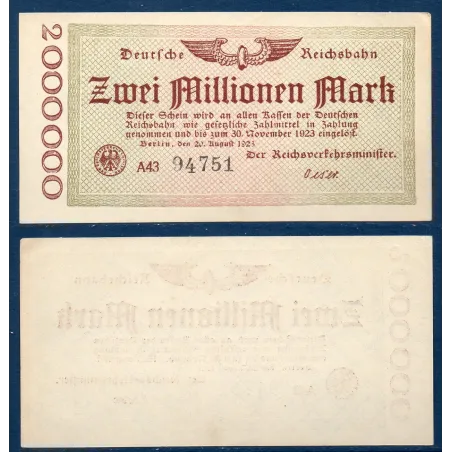 2000000
Deutsche Reichsbahn
Zwei Millionen Mark
Dieser Schein wird an allen Kassen der Deutschen
Reichsbahn wie gesetzliche Zahlmittel in Zahlung
genommen und bis zum 30. November 1923 eingelöst.
Berlin, den 20. August 1923
Der Reichsverkehrsminister.
A43 94751
Oeser